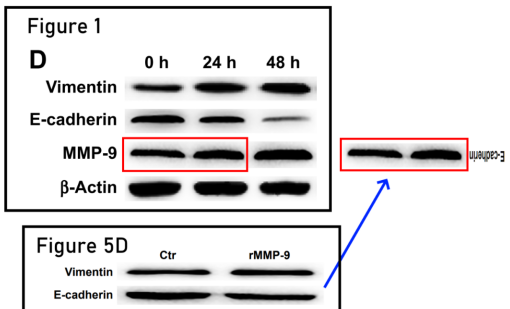 Figure 1
D
0 h 24 h 48 h
Vimentin
E-cadherin
MMP-9
β-Actin
E-cadherin
Figure 5D
Ctr rMMP-9
Vimentin
E-cadherin